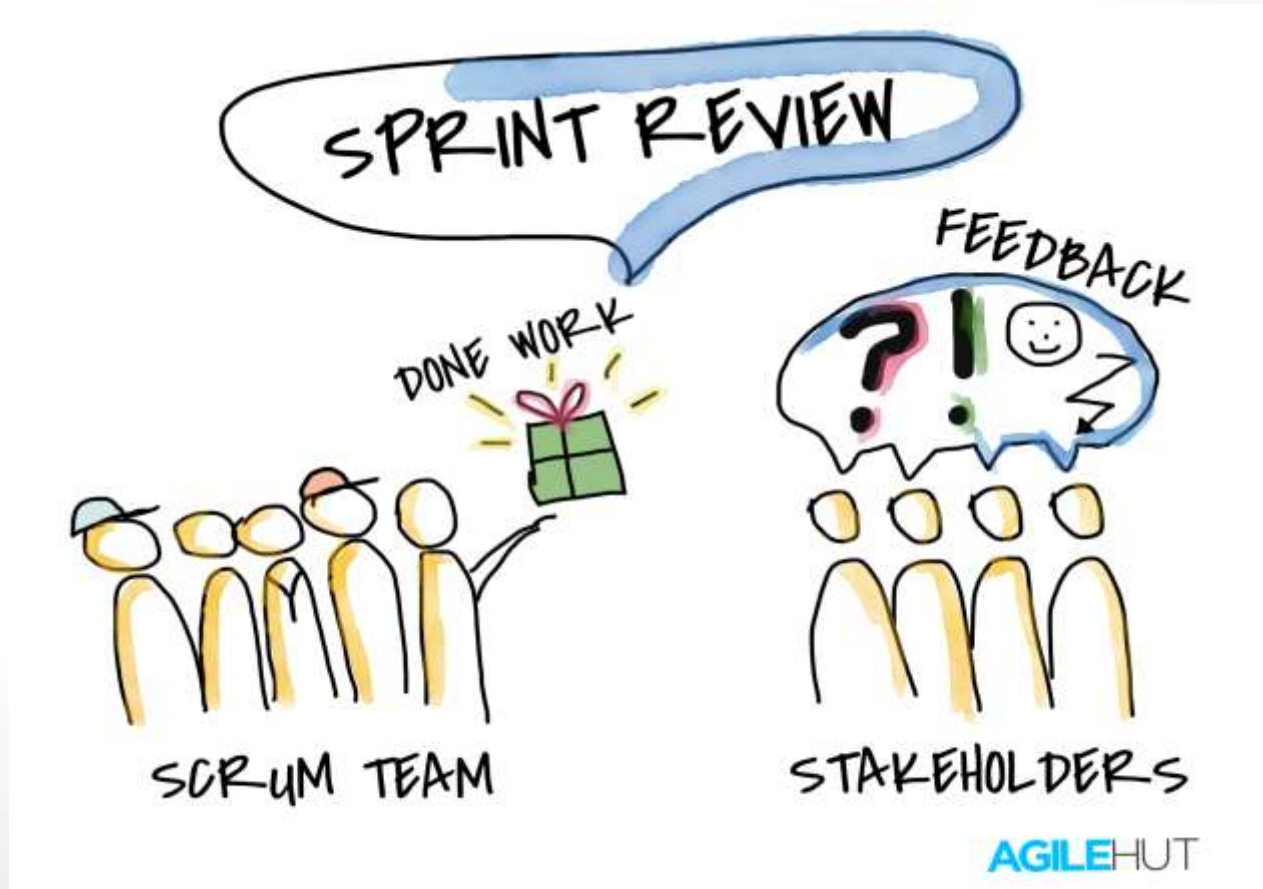 SPRINT REVIEW
FEEDBACK
? !
DONE WORK
SCRUM TEAM
STAKEHOLDERS
AGILEHUT